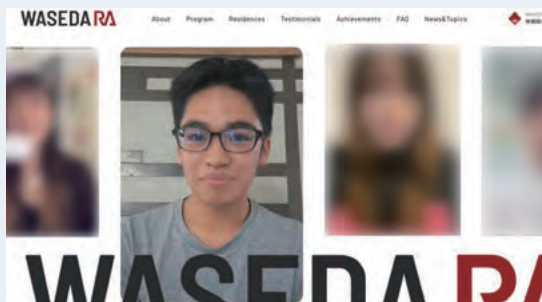 WASEDA RA
About Program Residences Testimonials Achievements FAQ News&Topics
WASEDA RA